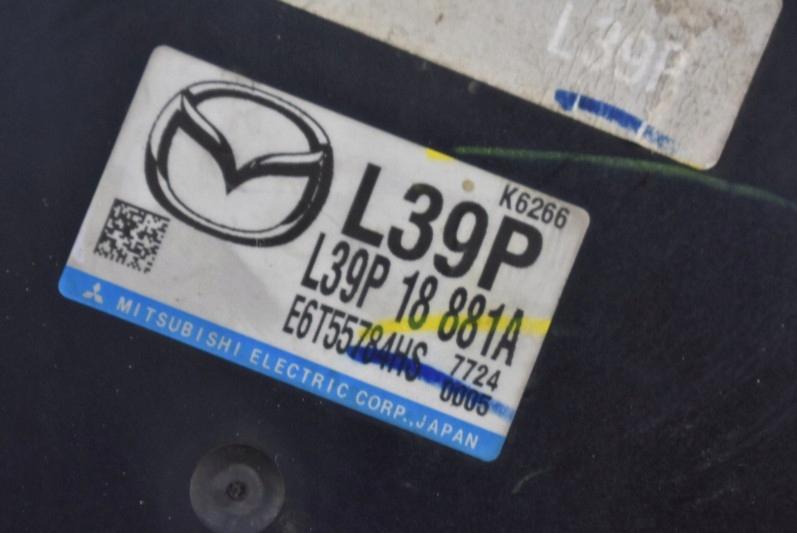 L39P
K6266
L39P
L39P 18 881A
E6T55784HS 7724
0005
MITSUBISHI ELECTRIC CORP., JAPAN